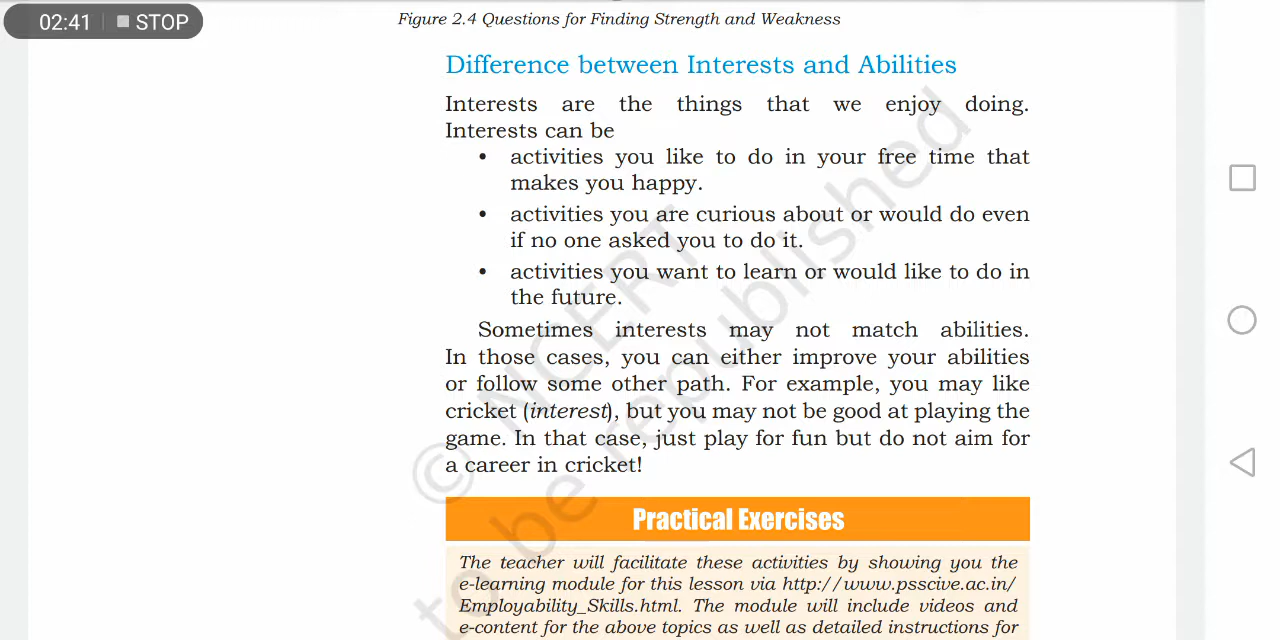 02:41 STOP
Figure 2.4 Questions for Finding Strength and Weakness
Difference between Interests and Abilities
Interests are the things that we enjoy doing.
Interests can be
• activities you like to do in your free time that
makes you happy.
• activities you are curious about or would do even
if no one asked you to do it.
• activities you want to learn or would like to do in
the future.
Sometimes interests may not match abilities.
In those cases, you can either improve your abilities
or follow some other path. For example, you may like
cricket (interest), but you may not be good at playing the
game. In that case, just play for fun but do not aim for
a career in cricket!
Practical Exercises
The teacher will facilitate these activities by showing you the
e-learning module for this lesson via http://www.psscive.ac.in/
Employability_Skills.html. The module will include videos and
e-content for the above topics as well as detailed instructions for
© NCERT
to be republished